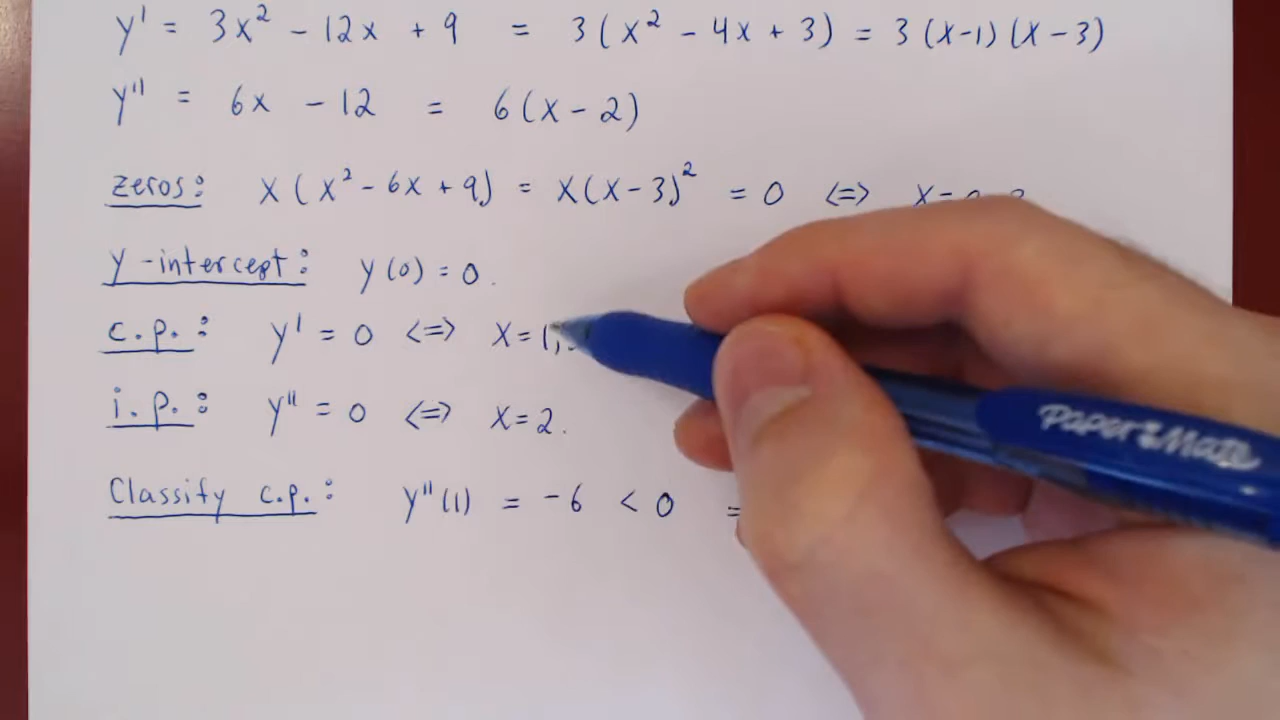 y' = 3x² - 12x + 9 = 3(x² - 4x + 3) = 3(x-1)(x-3)
y'' = 6x - 12 = 6(x-2)
zeros: x(x² - 6x + 9) = x(x-3)² = 0 <=> x=
y-intercept: y(0) = 0.
c.p.: y' = 0 <=> x=1,
i.p.: y'' = 0 <=> x=2.
Classify c.p.: y''(1) = -6 < 0 =
Paper Mate